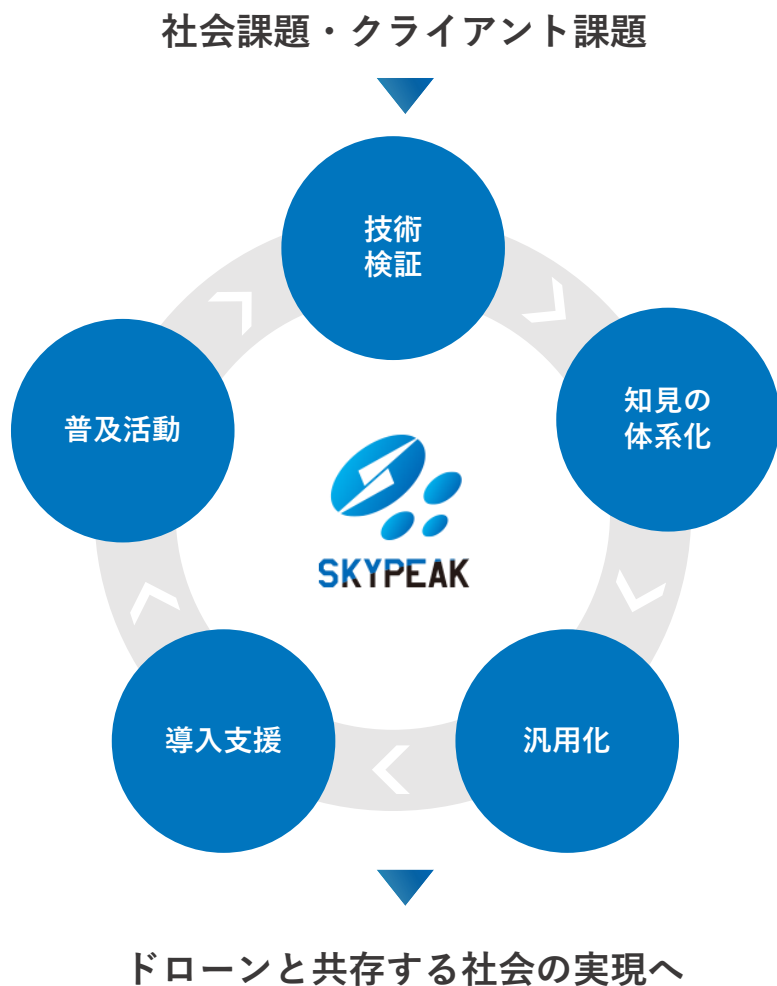 社会課題・クライアント課題
技術
検証
知見の
体系化
普及活動
SKYPEAK
導入支援
汎用化
ドローンと共存する社会の実現へ